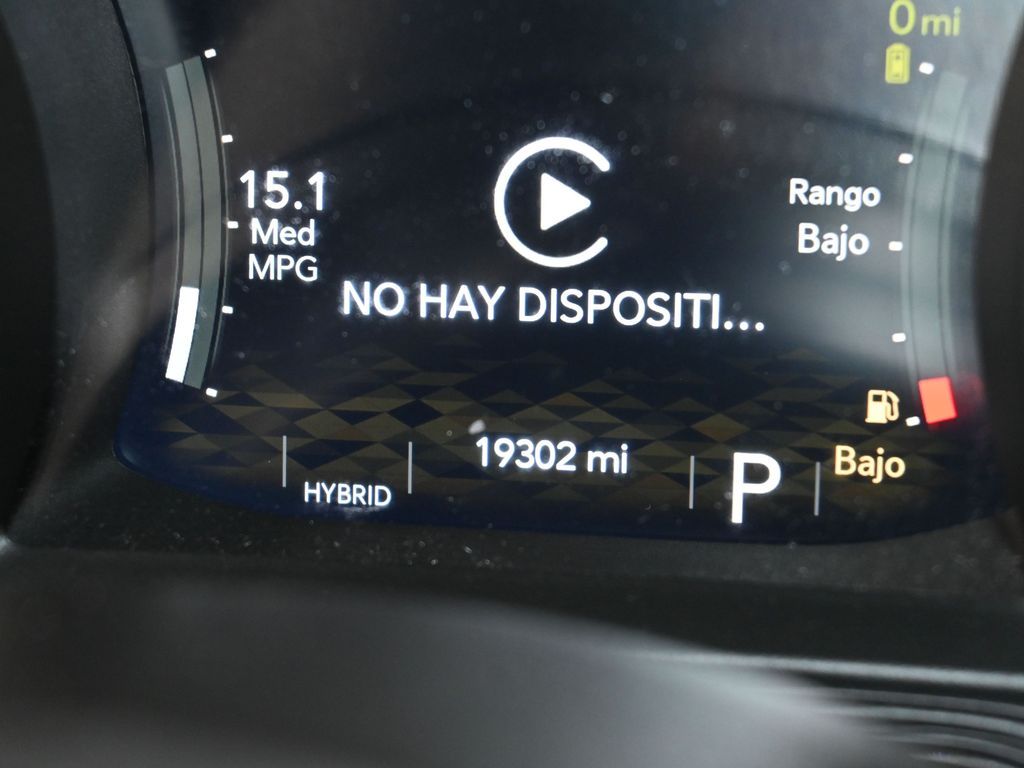 0 mi
15.1
Med
MPG
Rango
Bajo
NO HAY DISPOSITI...
19302 mi
HYBRID
P
Bajo